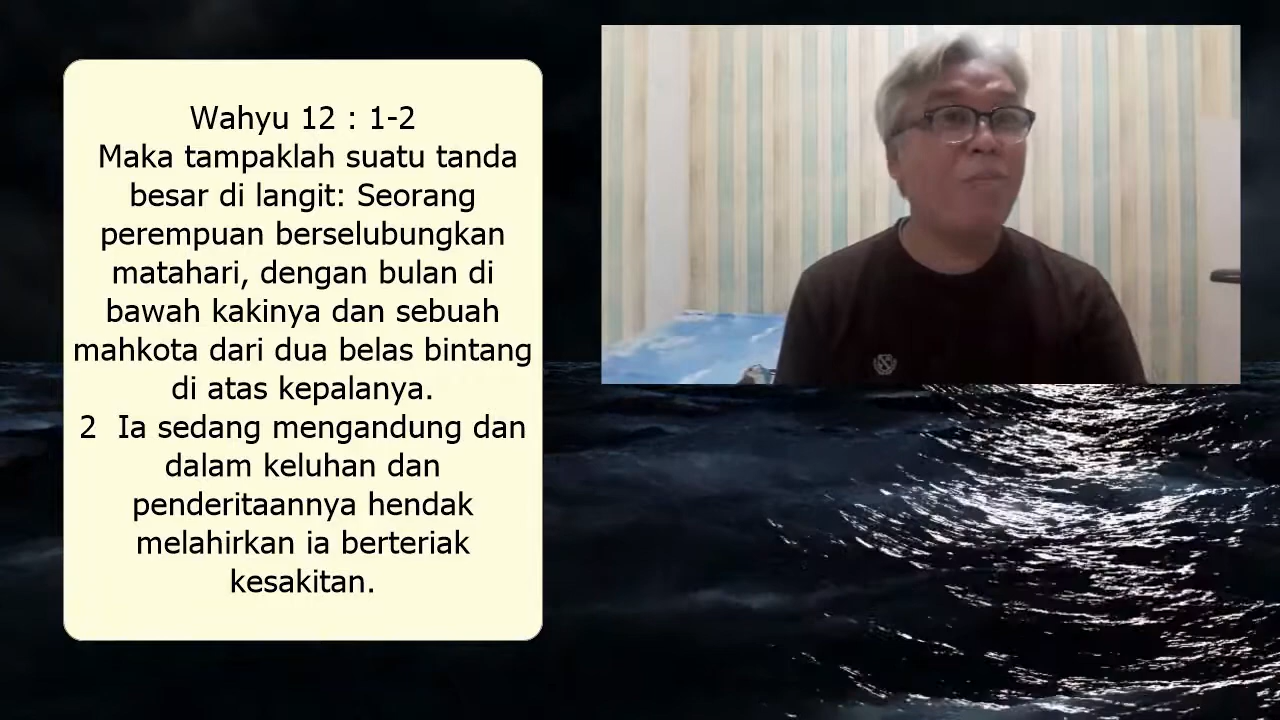 Wahyu 12 : 1-2
Maka tampaklah suatu tanda
besar di langit: Seorang
perempuan berselubungkan
matahari, dengan bulan di
bawah kakinya dan sebuah
mahkota dari dua belas bintang
di atas kepalanya.
2  Ia sedang mengandung dan
dalam keluhan dan
penderitaannya hendak
melahirkan ia berteriak
kesakitan.